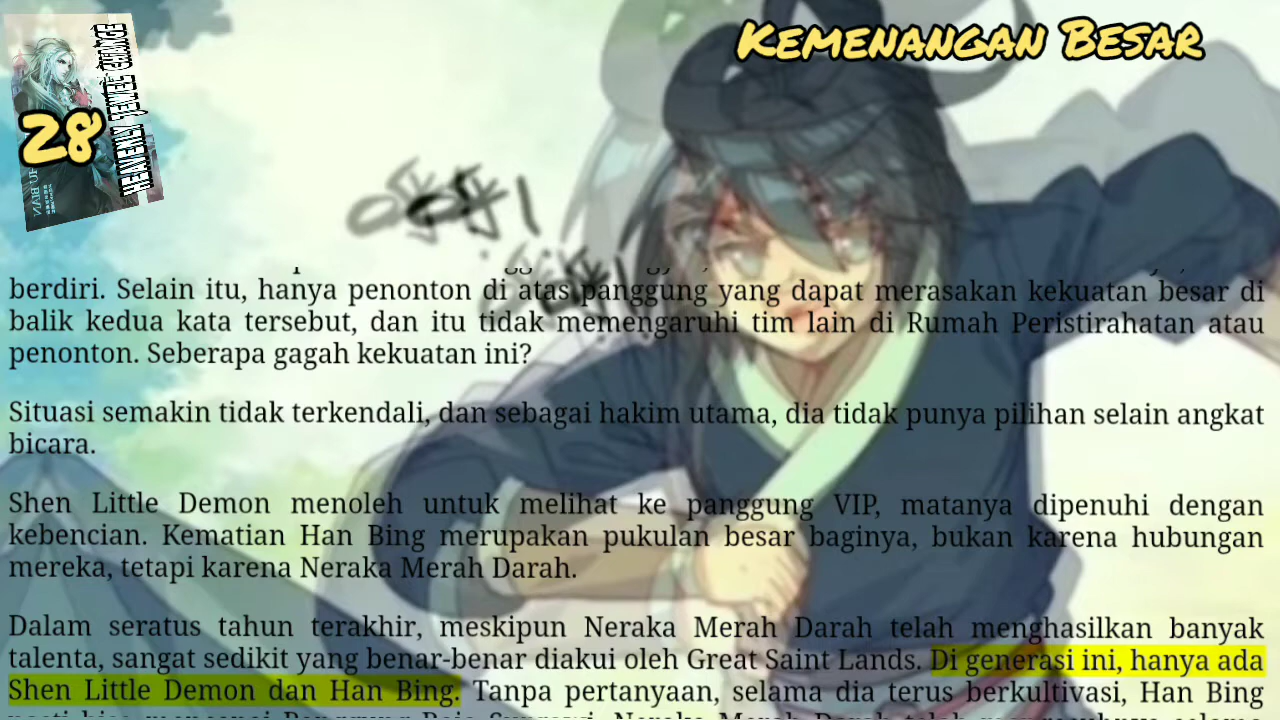 Kemenangan Besar
28
HEAVENLY JEWEL CHANGE
berdiri. Selain itu, hanya penonton di atas panggung yang dapat merasakan kekuatan besar di
balik kedua kata tersebut, dan itu tidak memengaruhi tim lain di Rumah Peristirahatan atau
penonton. Seberapa gagah kekuatan ini?
Situasi semakin tidak terkendali, dan sebagai hakim utama, dia tidak punya pilihan selain angkat
bicara.
Shen Little Demon menoleh untuk melihat ke panggung VIP, matanya dipenuhi dengan
kebencian. Kematian Han Bing merupakan pukulan besar baginya, bukan karena hubungan
mereka, tetapi karena Neraka Merah Darah.
Dalam seratus tahun terakhir, meskipun Neraka Merah Darah telah menghasilkan banyak
talenta, sangat sedikit yang benar-benar diakui oleh Great Saint Lands. Di generasi ini, hanya ada
Shen Little Demon dan Han Bing. Tanpa pertanyaan, selama dia terus berkultivasi, Han Bing